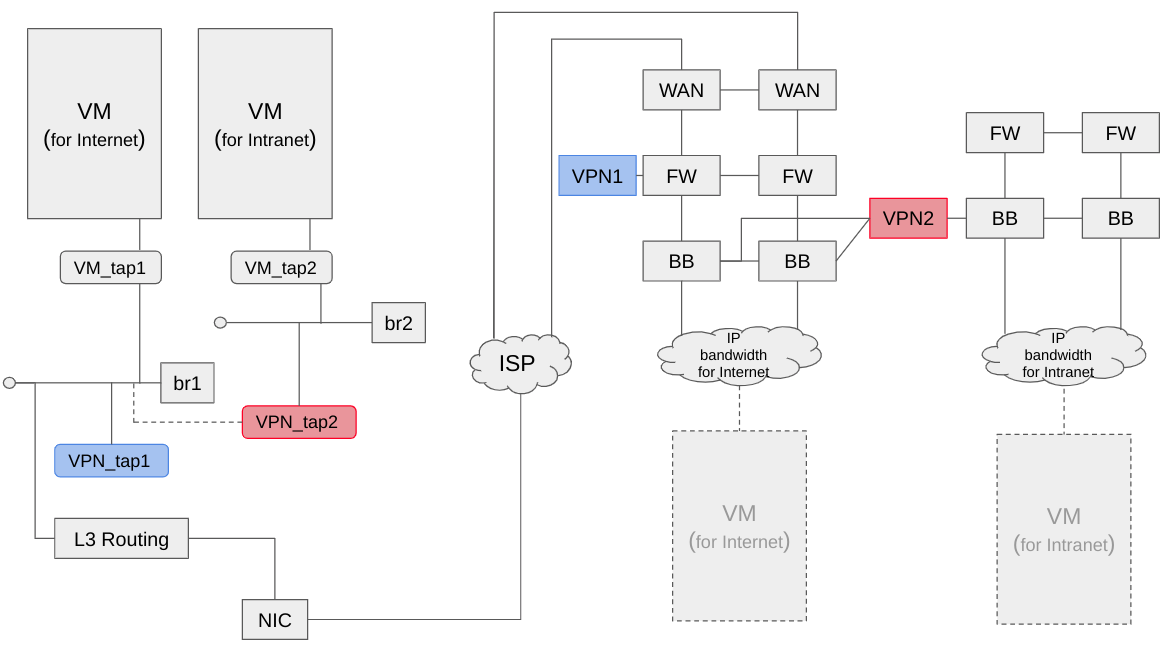 VM
(for Internet)
VM
(for Intranet)
VM_tap1
VM_tap2
br2
br1
VPN_tap2
VPN_tap1
L3 Routing
NIC
ISP
WAN
WAN
VPN1
FW
FW
BB
BB
IP
bandwidth
for Internet
VM
(for Internet)
VPN2
FW
FW
BB
BB
IP
bandwidth
for Intranet
VM
(for Intranet)